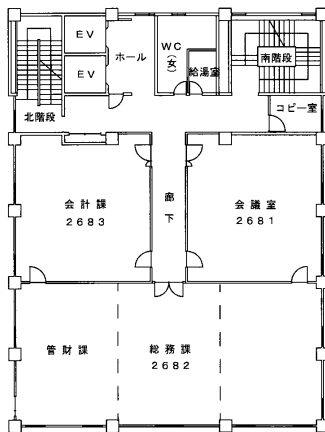 EV
EV
ホール
WC
(女)
給湯室
南階段
コピー室
北階段
会計課
2683
廊下
会議室
2681
管財課
総務課
2682